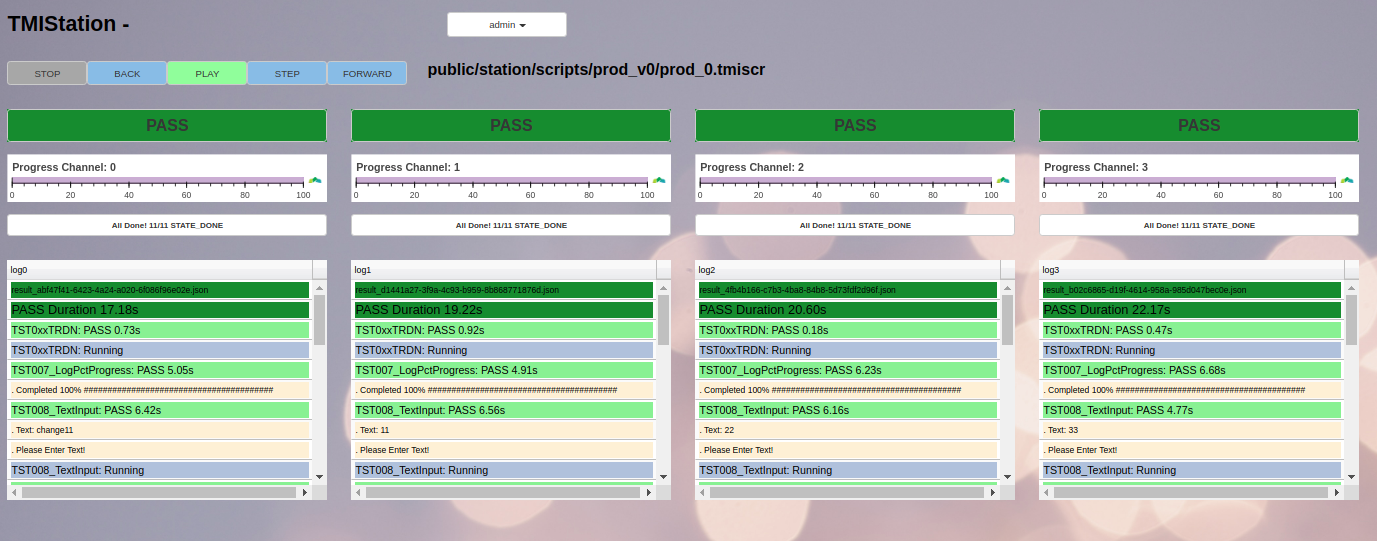 TMIStation -
admin
STOP BACK PLAY STEP FORWARD
public/station/scripts/prod_v0/prod_0.tmiscr
PASS PASS PASS PASS
Progress Channel: 0
0 20 40 60 80 100
Progress Channel: 1
0 20 40 60 80 100
Progress Channel: 2
0 20 40 60 80 100
Progress Channel: 3
0 20 40 60 80 100
All Done! 11/11 STATE_DONE
All Done! 11/11 STATE_DONE
All Done! 11/11 STATE_DONE
All Done! 11/11 STATE_DONE
log0
result_abf47f41-6423-4a24-a020-6f086f96e02e.json
PASS Duration 17.18s
TST0xxTRDN: PASS 0.73s
TST0xxTRDN: Running
TST007_LogPctProgress: PASS 5.05s
. Completed 100% ########################################
TST008_TextInput: PASS 6.42s
. Text: change11
. Please Enter Text!
TST008_TextInput: Running
log1
result_d1441a27-3f9a-4c93-b959-8b868771876d.json
PASS Duration 19.22s
TST0xxTRDN: PASS 0.92s
TST0xxTRDN: Running
TST007_LogPctProgress: PASS 4.91s
. Completed 100% ########################################
TST008_TextInput: PASS 6.56s
. Text: 11
. Please Enter Text!
TST008_TextInput: Running
log2
result_4fb4b166-c7b3-4ba8-84b8-5d73fdf2d96f.json
PASS Duration 20.60s
TST0xxTRDN: PASS 0.18s
TST0xxTRDN: Running
TST007_LogPctProgress: PASS 6.23s
. Completed 100% ########################################
TST008_TextInput: PASS 6.16s
. Text: 22
. Please Enter Text!
TST008_TextInput: Running
log3
result_b02c6865-d19f-4614-958a-985d047bec0e.json
PASS Duration 22.17s
TST0xxTRDN: PASS 0.47s
TST0xxTRDN: Running
TST007_LogPctProgress: PASS 6.68s
. Completed 100% ########################################
TST008_TextInput: PASS 4.77s
. Text: 33
. Please Enter Text!
TST008_TextInput: Running